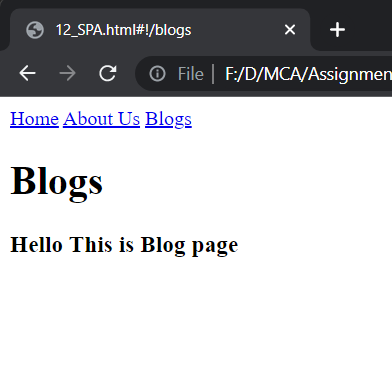 12_SPA.html#!/blogs
File F:/D/MCA/Assignmen
Home About Us Blogs
Blogs
Hello This is Blog page